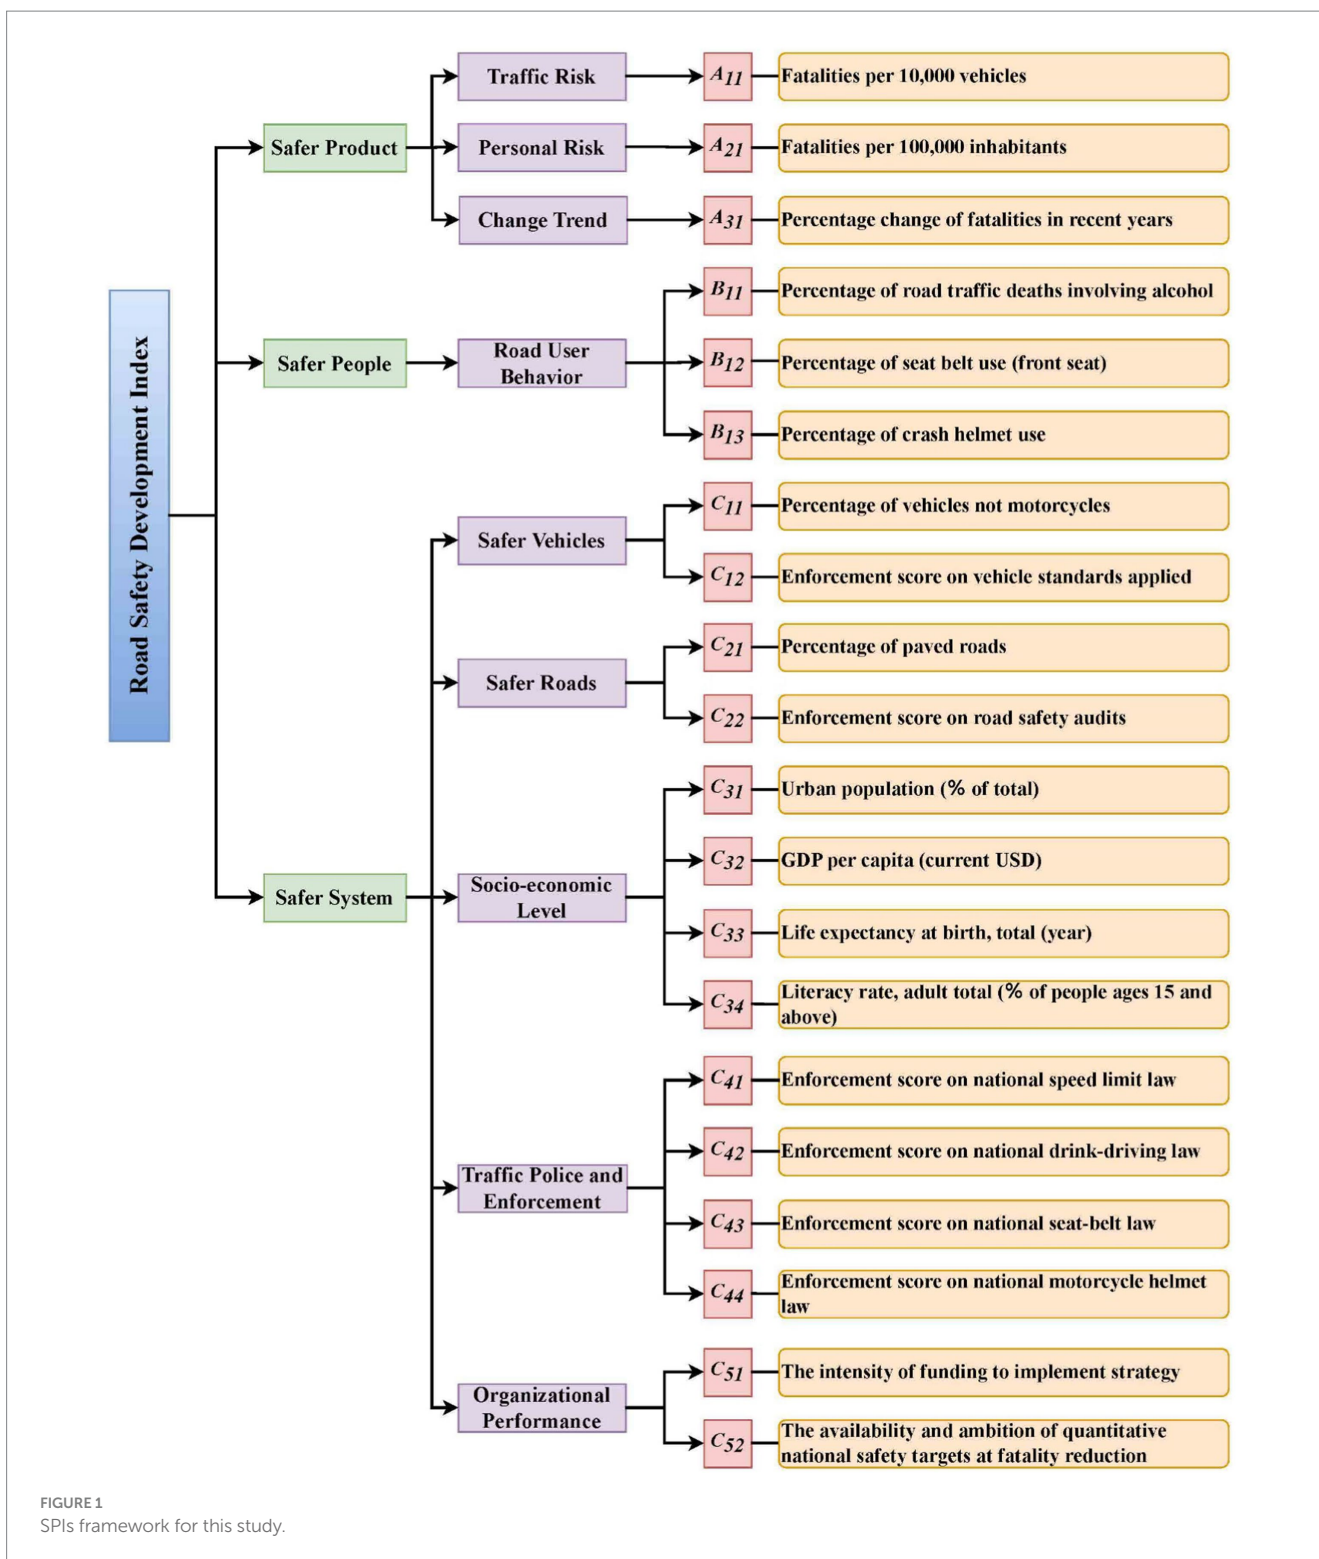 Road Safety Development Index
Safer Product
Traffic Risk
A11
Fatalities per 10,000 vehicles
Personal Risk
A21
Fatalities per 100,000 inhabitants
Change Trend
A31
Percentage change of fatalities in recent years
Safer People
Road User
Behavior
B11
Percentage of road traffic deaths involving alcohol
B12
Percentage of seat belt use (front seat)
B13
Percentage of crash helmet use
Safer System
Safer Vehicles
C11
Percentage of vehicles not motorcycles
C12
Enforcement score on vehicle standards applied
Safer Roads
C21
Percentage of paved roads
C22
Enforcement score on road safety audits
Socio-economic
Level
C31
Urban population (% of total)
C32
GDP per capita (current USD)
C33
Life expectancy at birth, total (year)
C34
Literacy rate, adult total (% of people ages 15 and
above)
Traffic Police and
Enforcement
C41
Enforcement score on national speed limit law
C42
Enforcement score on national drink-driving law
C43
Enforcement score on national seat-belt law
C44
Enforcement score on national motorcycle helmet
law
Organizational
Performance
C51
The intensity of funding to implement strategy
C52
The availability and ambition of quantitative
national safety targets at fatality reduction
FIGURE 1
SPIs framework for this study.